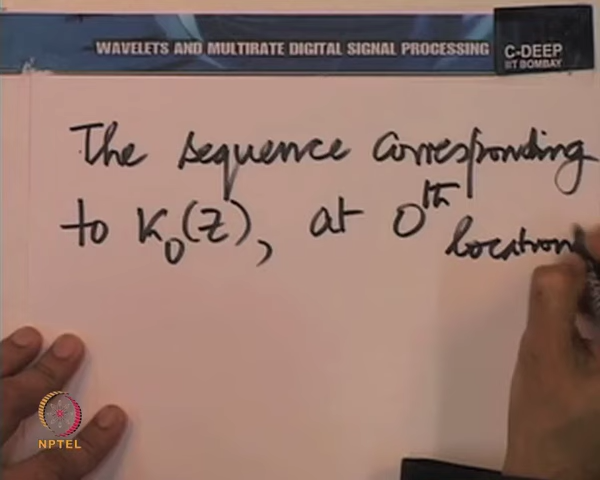 WAVELETS AND MULTIRATE DIGITAL SIGNAL PROCESSING
C-DEEP
IIT BOMBAY
The sequence corresponding
to K₀(Z), at 0th
location
NPTEL